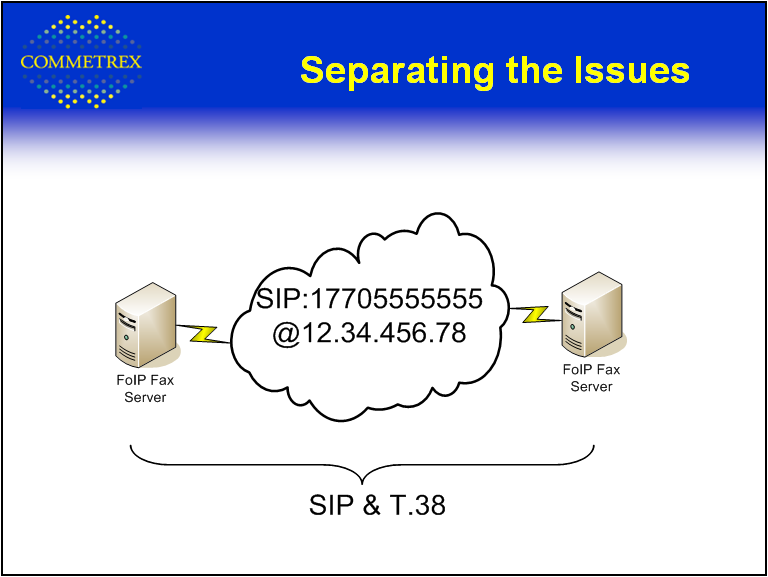 COMMETREX
Separating the Issues
SIP:17705555555
@12.34.456.78
FoIP Fax
Server
FoIP Fax
Server
SIP & T.38